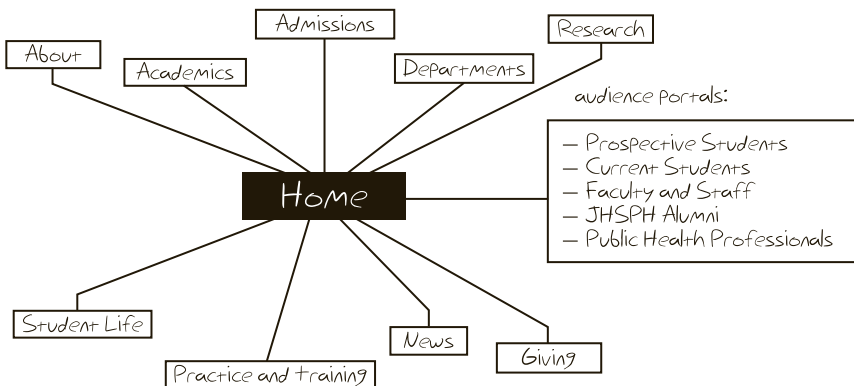 Admissions
Research
About
Academics
Departments
audience portals:
Home
– Prospective Students
– Current Students
– Faculty and Staff
– JHSPH Alumni
– Public Health Professionals
Student Life
News
Giving
Practice and training